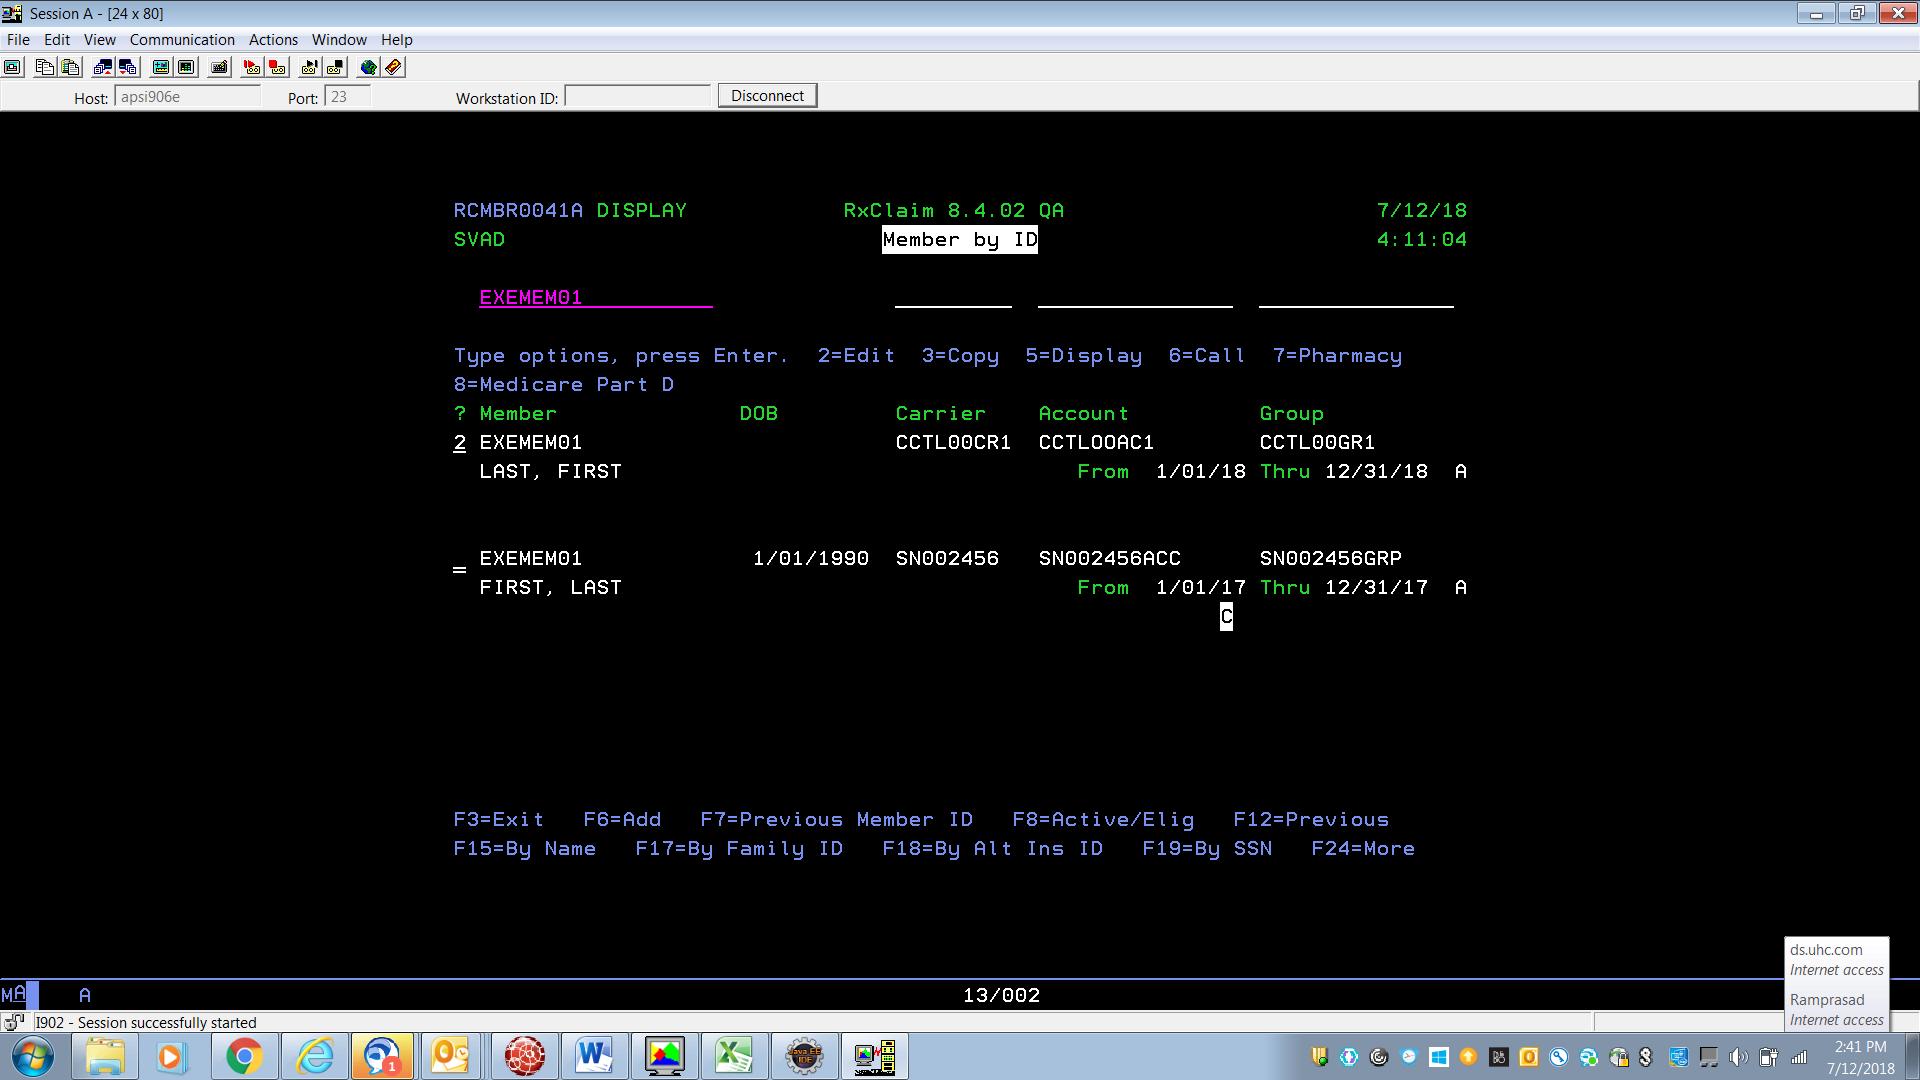 Session A - [24 x 80]
File Edit View Communication Actions Window Help
Host: apsi906e Port: 23 Workstation ID: Disconnect
RCMBR0041A DISPLAY RxClaim 8.4.02 QA 7/12/18
SVAD Member by ID 4:11:04
EXEMEM01
Type options, press Enter. 2=Edit 3=Copy 5=Display 6=Call 7=Pharmacy
8=Medicare Part D
? Member DOB Carrier Account Group
2 EXEMEM01 CCTL00CR1 CCTL00AC1 CCTL00GR1
LAST, FIRST From 1/01/18 Thru 12/31/18 A
EXEMEM01 1/01/1990 SN002456 SN002456ACC SN002456GRP
FIRST, LAST From 1/01/17 Thru 12/31/17 A
C
F3=Exit F6=Add F7=Previous Member ID F8=Active/Elig F12=Previous
F15=By Name F17=By Family ID F18=By Alt Ins ID F19=By SSN F24=More
ds.uhc.com
Internet access
Ramprasad
Internet access
MA A 13/002
I902 - Session successfully started
2:41 PM
7/12/2018